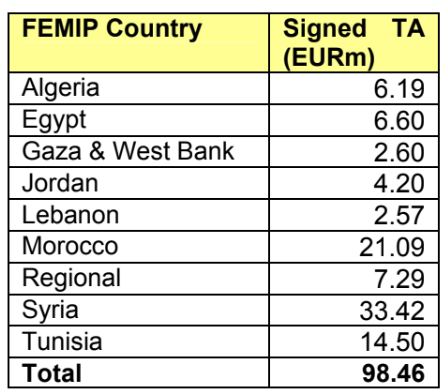 FEMIP Country Signed TA
(EURm)
Algeria 6.19
Egypt 6.60
Gaza & West Bank 2.60
Jordan 4.20
Lebanon 2.57
Morocco 21.09
Regional 7.29
Syria 33.42
Tunisia 14.50
Total 98.46